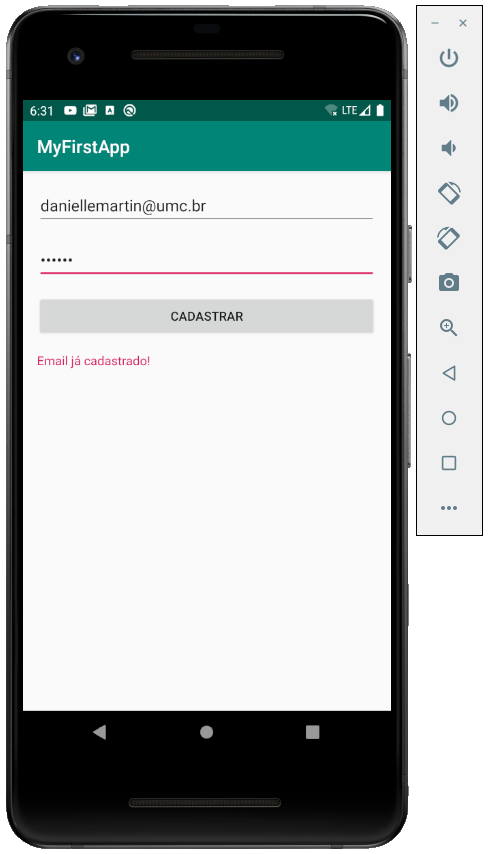 6:31 LTE
MyFirstApp
daniellemartin@umc.br
••••••
CADASTRAR
Email já cadastrado!